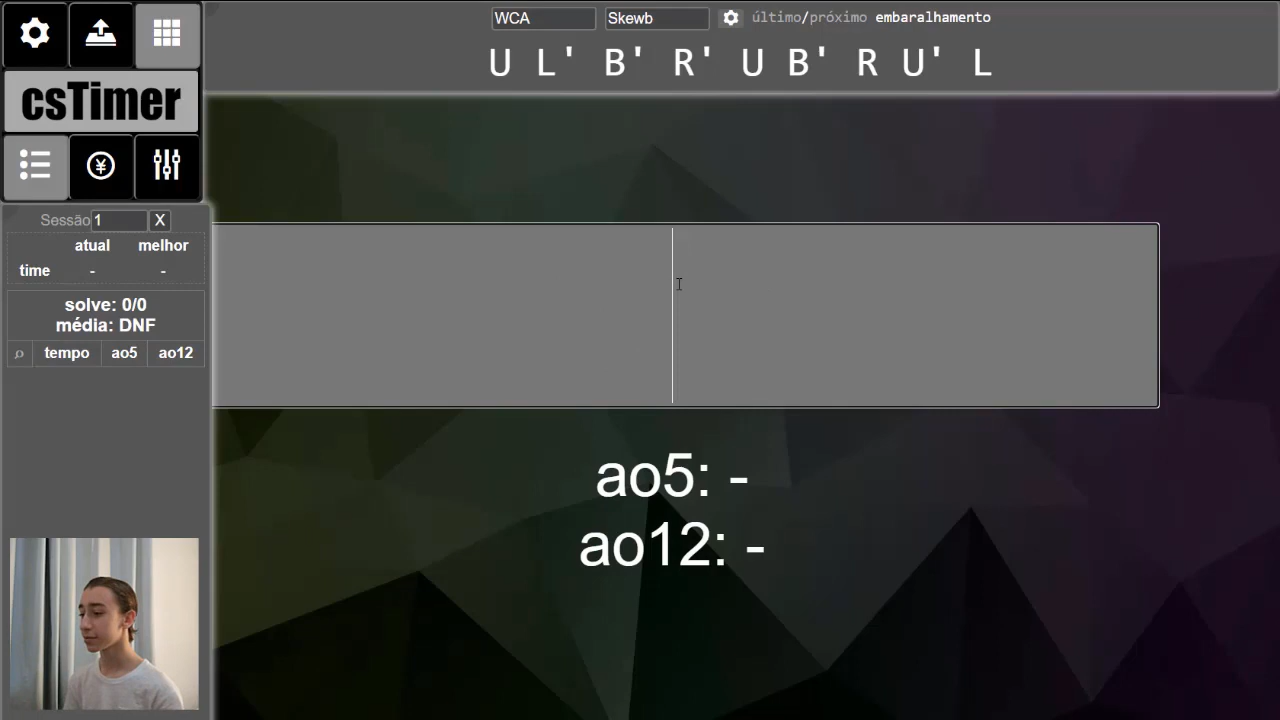 WCA Skewb último/próximo embaralhamento
U L' B' R' U B' R U' L
csTimer
Sessão 1 X
atual melhor
time - -
solve: 0/0
média: DNF
tempo ao5 ao12
ao5: -
ao12: -